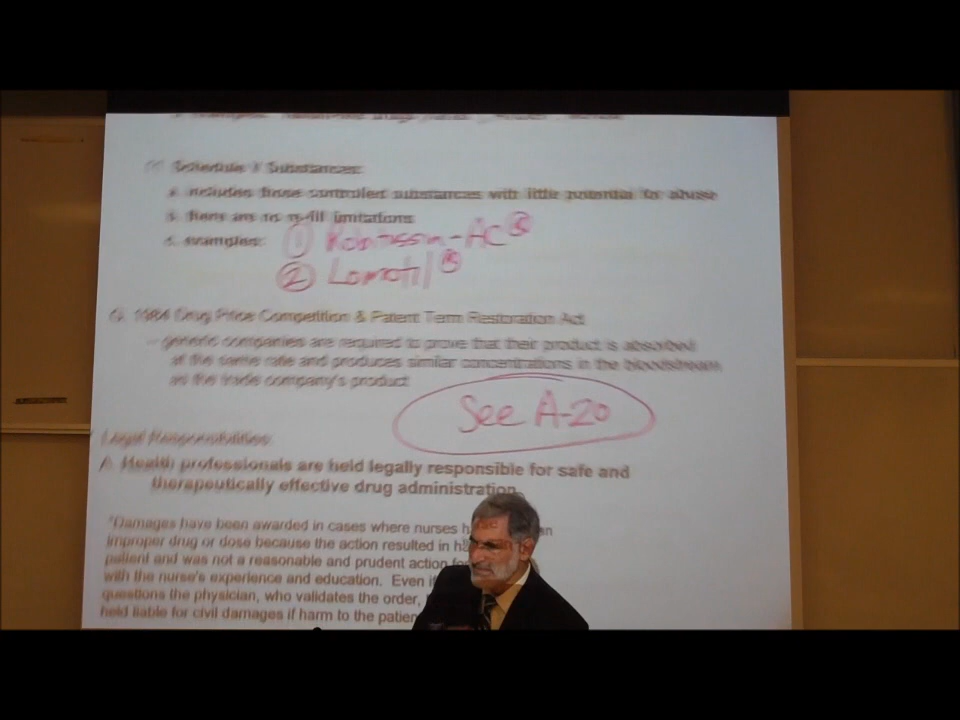 Schedule V Substances:
a. includes those controlled substances with little potential for abuse
b. there are no refill limitations
c. examples: ① Robitussin-AC®
② Lomotil®
G. 1984 Drug Price Competition & Patent Term Restoration Act
- generic companies are required to prove that their product is absorbed
at the same rate and produces similar concentrations in the bloodstream
as the trade company's product
See A-20
Legal Responsibilities:
A. Health professionals are held legally responsible for safe and
therapeutically effective drug administration.
"Damages have been awarded in cases where nurses
improper drug or dose because the action resulted in
patient and was not a reasonable and prudent action
with the nurse's experience and education. Even
questions the physician, who validates the order,
held liable for civil damages if harm to the